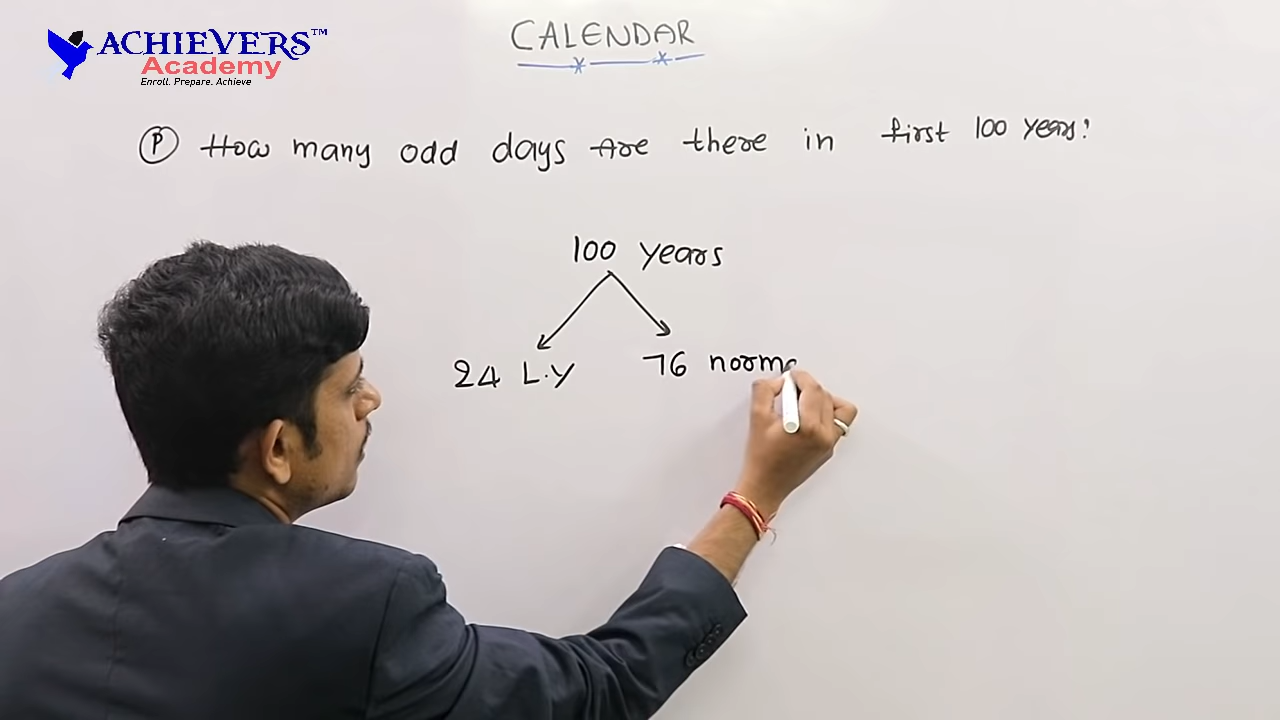 ACHIEVERS™
Academy
Enroll. Prepare. Achieve
CALENDAR
P How many odd days Are there in first 100 years?
100 years
24 L.Y 76 norma